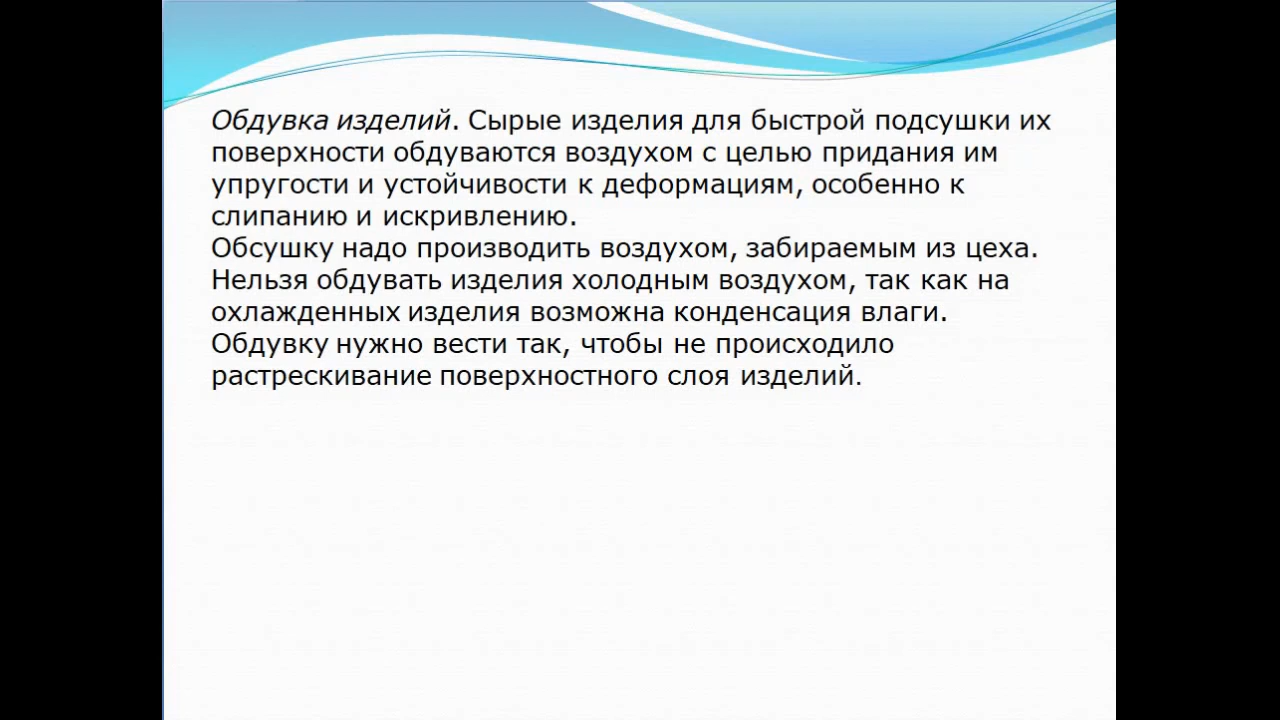 Обдувка изделий. Сырые изделия для быстрой подсушки их
поверхности обдуваются воздухом с целью придания им
упругости и устойчивости к деформациям, особенно к
слипанию и искривлению.
Обсушку надо производить воздухом, забираемым из цеха.
Нельзя обдувать изделия холодным воздухом, так как на
охлажденных изделия возможна конденсация влаги.
Обдувку нужно вести так, чтобы не происходило
растрескивание поверхностного слоя изделий.